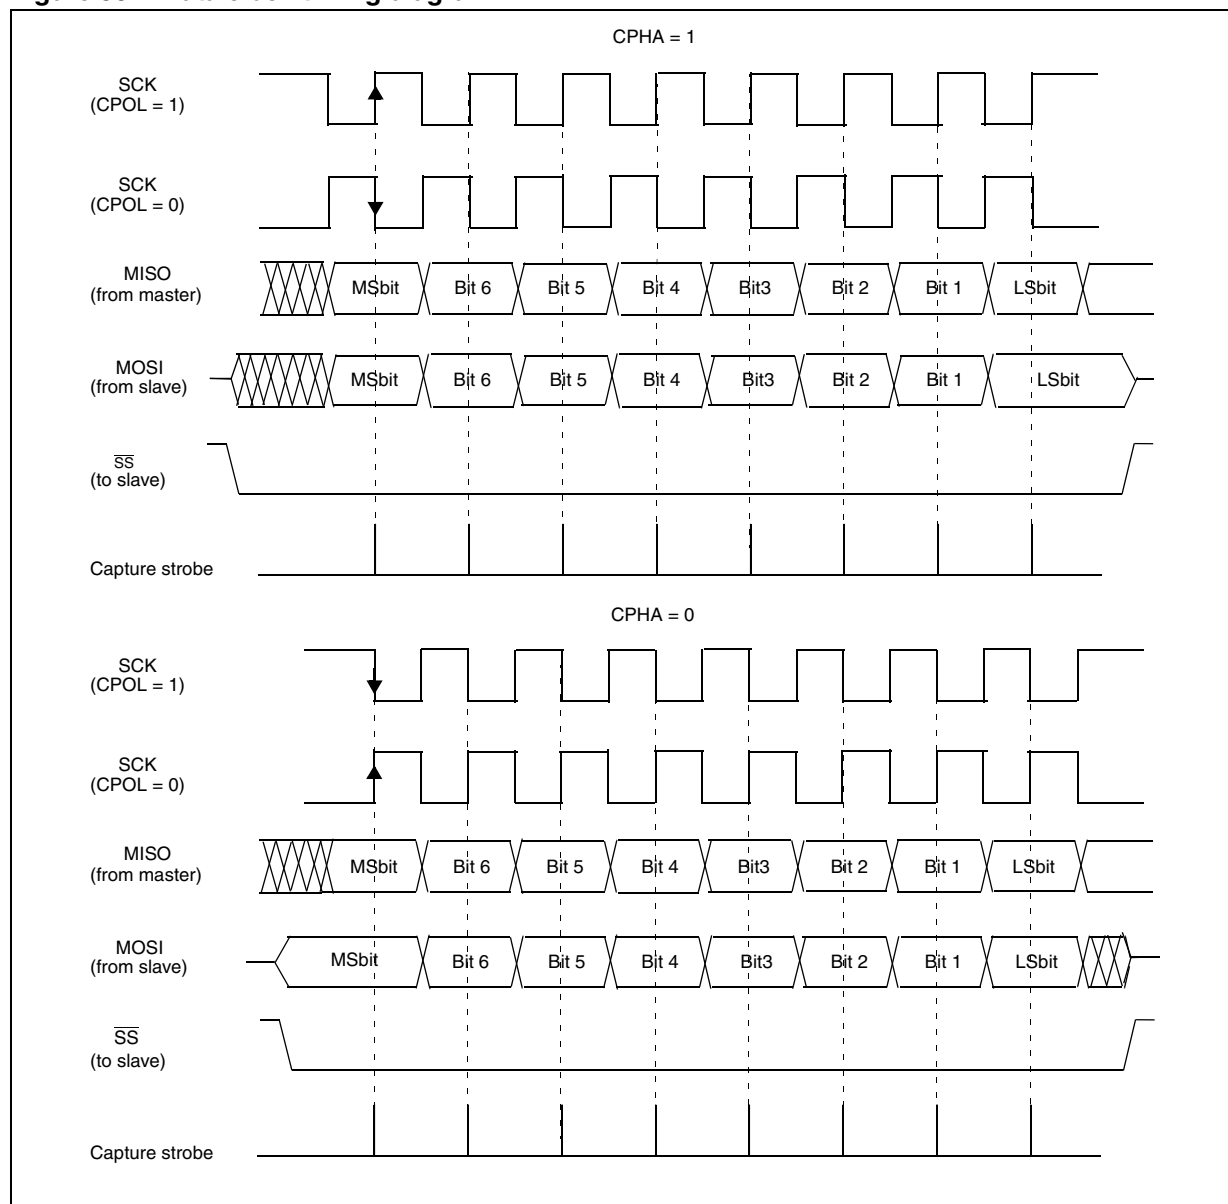 CPHA = 1
SCK
(CPOL = 1)
SCK
(CPOL = 0)
MISO
(from master)
MSbit
Bit 6
Bit 5
Bit 4
Bit3
Bit 2
Bit 1
LSbit
MOSI
(from slave)
MSbit
Bit 6
Bit 5
Bit 4
Bit3
Bit 2
Bit 1
LSbit
SS
(to slave)
Capture strobe
CPHA = 0
SCK
(CPOL = 1)
SCK
(CPOL = 0)
MISO
(from master)
MSbit
Bit 6
Bit 5
Bit 4
Bit3
Bit 2
Bit 1
LSbit
MOSI
(from slave)
MSbit
Bit 6
Bit 5
Bit 4
Bit3
Bit 2
Bit 1
LSbit
SS
(to slave)
Capture strobe